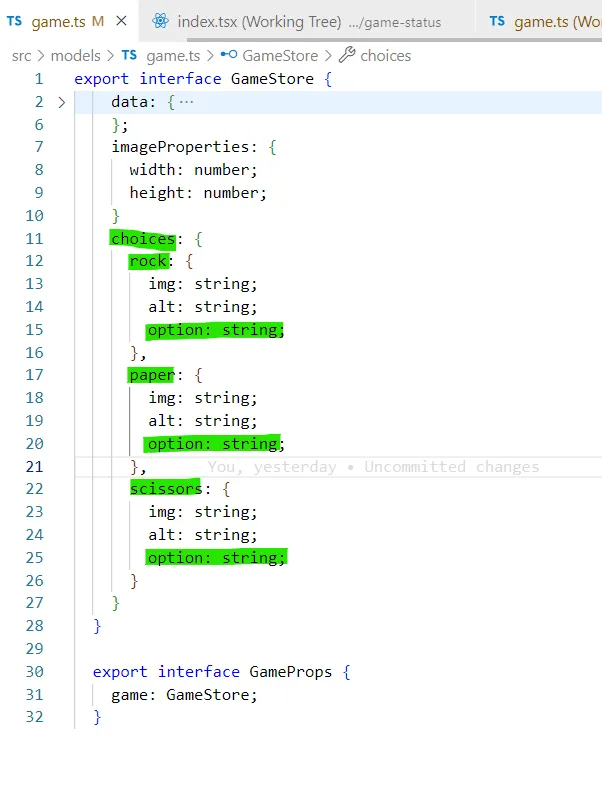 TS game.ts M × index.tsx (Working Tree) .../game-status TS game.ts (Wo
src > models > TS game.ts > GameStore > choices
1 export interface GameStore {
2 > data: { ...
6 };
7 imageProperties: {
8 width: number;
9 height: number;
10 }
11 choices: {
12 rock: {
13 img: string;
14 alt: string;
15 option: string;
16 },
17 paper: {
18 img: string;
19 alt: string;
20 option: string;
21 }, You, yesterday • Uncommitted changes
22 scissors: {
23 img: string;
24 alt: string;
25 option: string;
26 }
27 }
28 }
29
30 export interface GameProps {
31 game: GameStore;
32 }